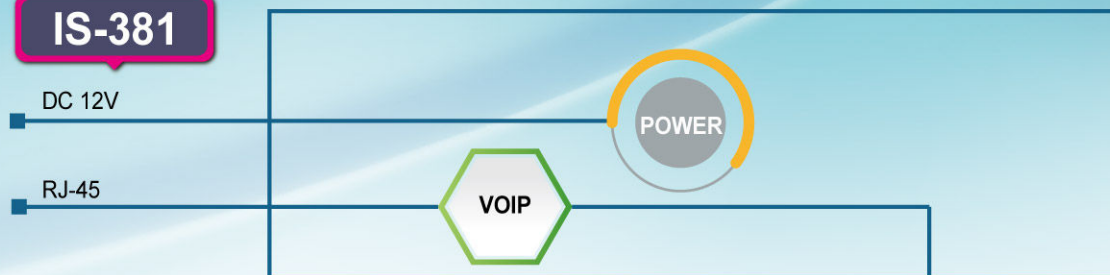 IS-381
DC 12V
POWER
RJ-45
VOIP